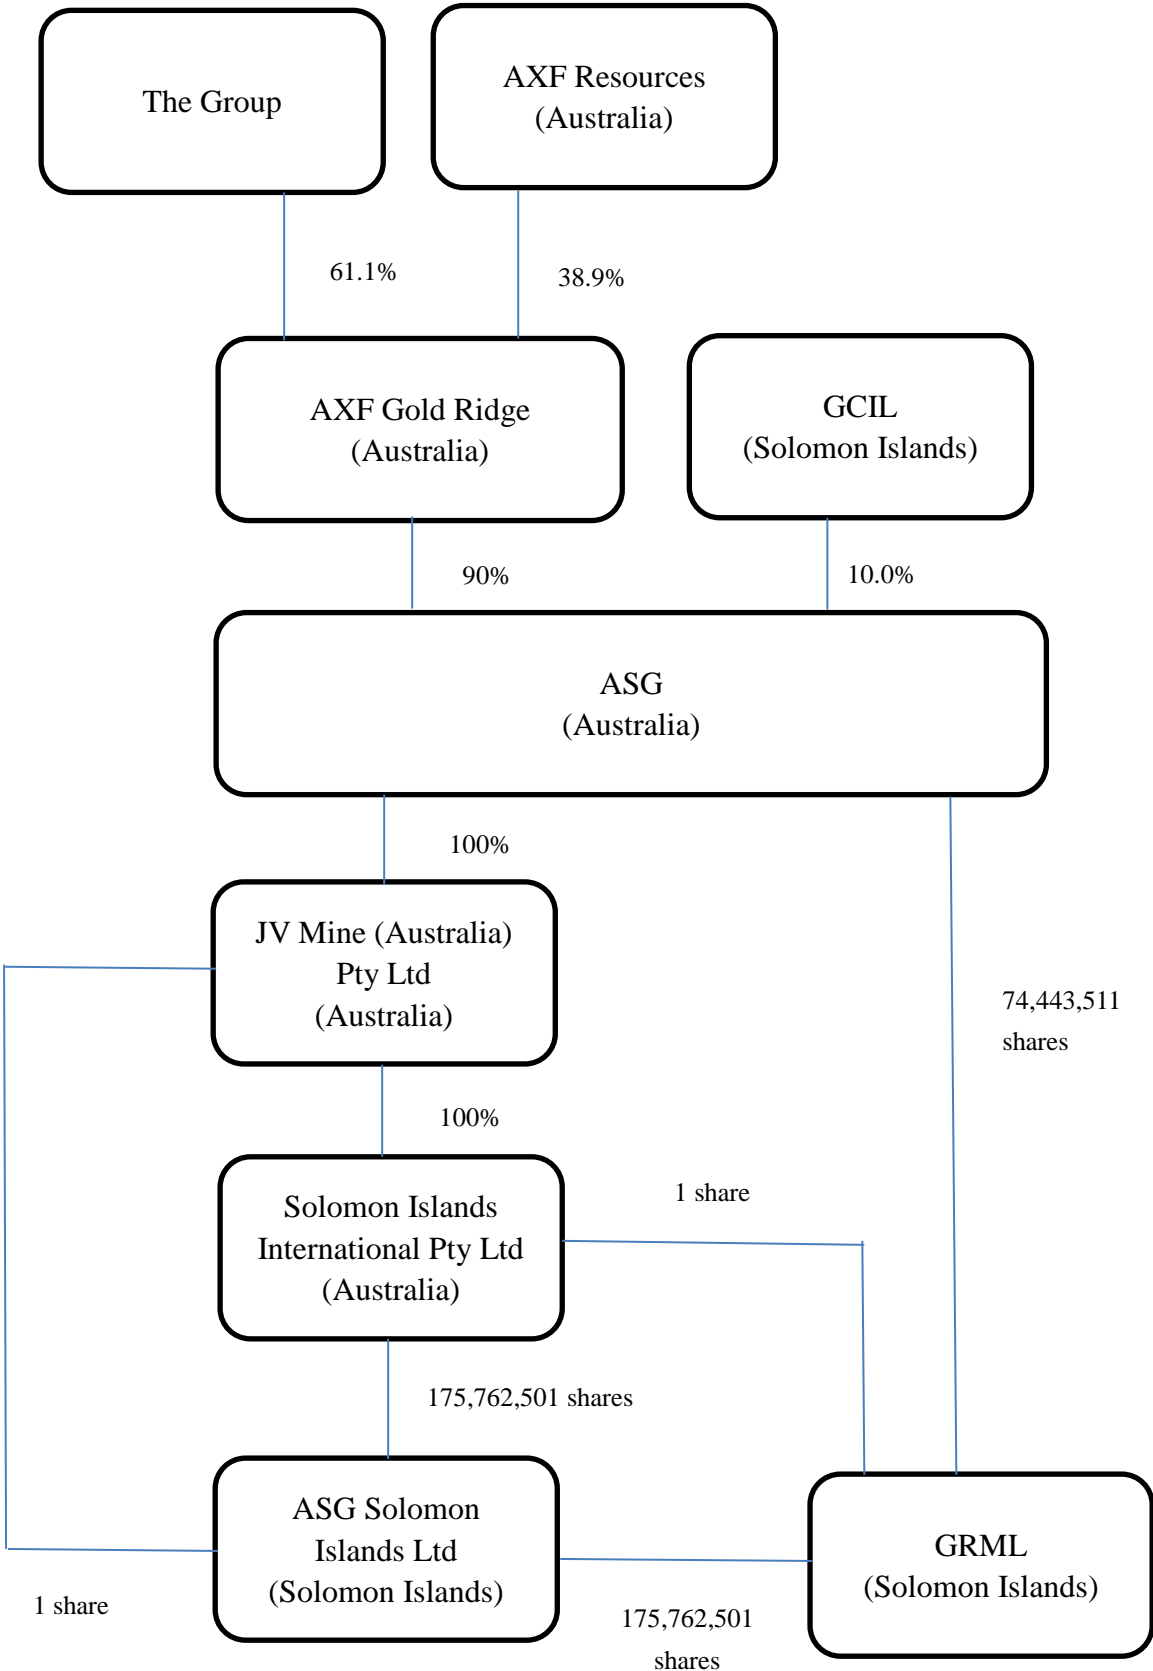 The Group
AXF Resources
(Australia)
61.1%
38.9%
AXF Gold Ridge
(Australia)
GCIL
(Solomon Islands)
90%
10.0%
ASG
(Australia)
100%
JV Mine (Australia)
Pty Ltd
(Australia)
74,443,511
shares
100%
Solomon Islands
International Pty Ltd
(Australia)
1 share
175,762,501 shares
ASG Solomon
Islands Ltd
(Solomon Islands)
GRML
(Solomon Islands)
1 share
175,762,501
shares